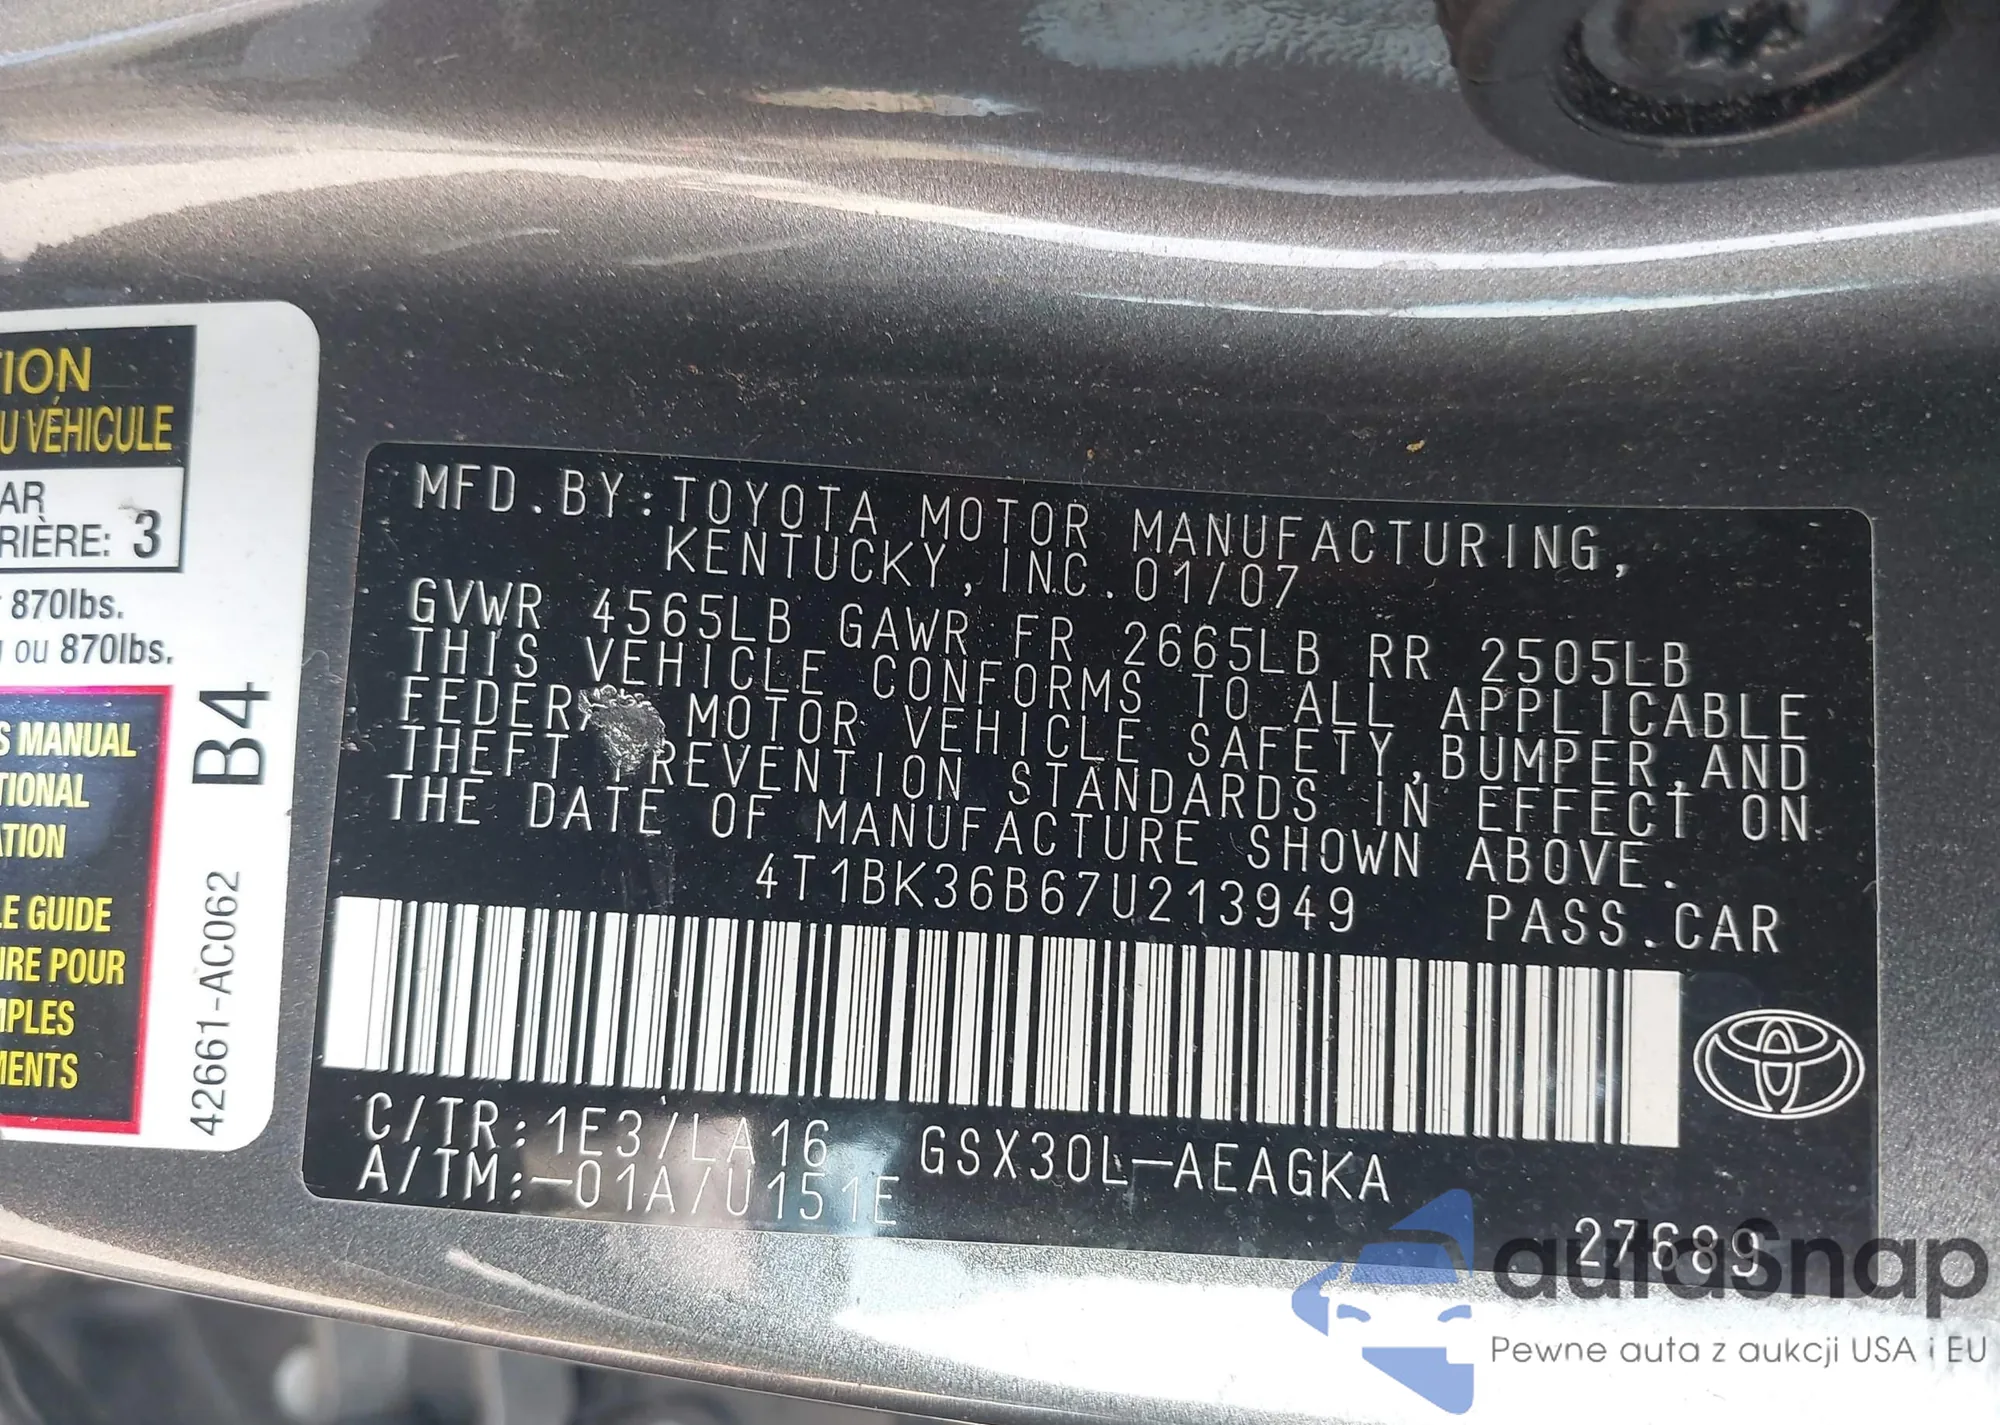 TION
U VÉHICULE
AR
RIÈRE: 3
870lbs.
ou 870lbs.
S MANUAL
TIONAL
ATION
LE GUIDE
IRE POUR
MPLES
MENTS
42661-AC062 B4
MFD.BY:TOYOTA MOTOR MANUFACTURING,
KENTUCKY,INC.01/07
GVWR 4565LB GAWR FR 2665LB RR 2505LB
THIS VEHICLE CONFORMS TO ALL APPLICABLE
FEDERA MOTOR VEHICLE SAFETY,BUMPER,AND
THEFT PREVENTION STANDARDS IN EFFECT ON
THE DATE OF MANUFACTURE SHOWN ABOVE.
4T1BK36B67U213949 PASS.CAR
C/TR:1E3/LA16 GSX30L-AEAGKA
A/TM:-01A/U151E
27689
autosnap
Pewne auta z aukcji USA i EU